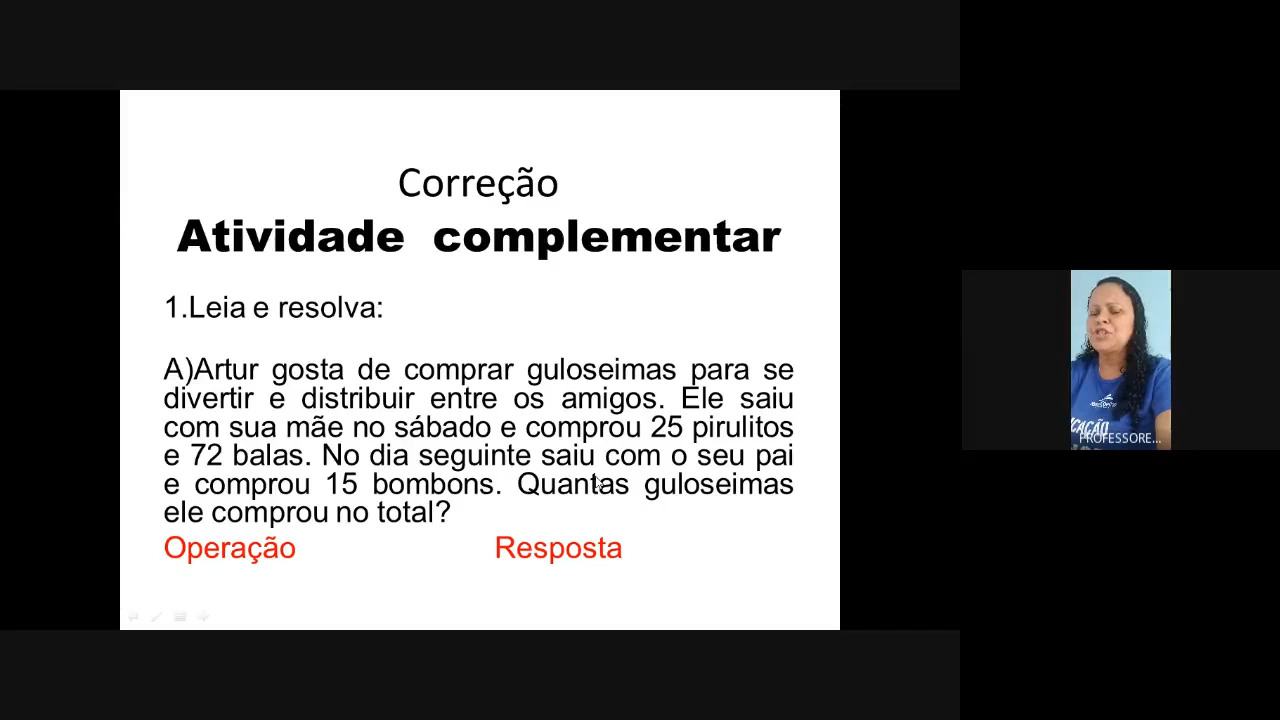 Correção
Atividade complementar
1.Leia e resolva:
A)Artur gosta de comprar guloseimas para se
divertir e distribuir entre os amigos. Ele saiu
com sua mãe no sábado e comprou 25 pirulitos
e 72 balas. No dia seguinte saiu com o seu pai
e comprou 15 bombons. Quantas guloseimas
ele comprou no total?
Operação Resposta
PROFESSORE...